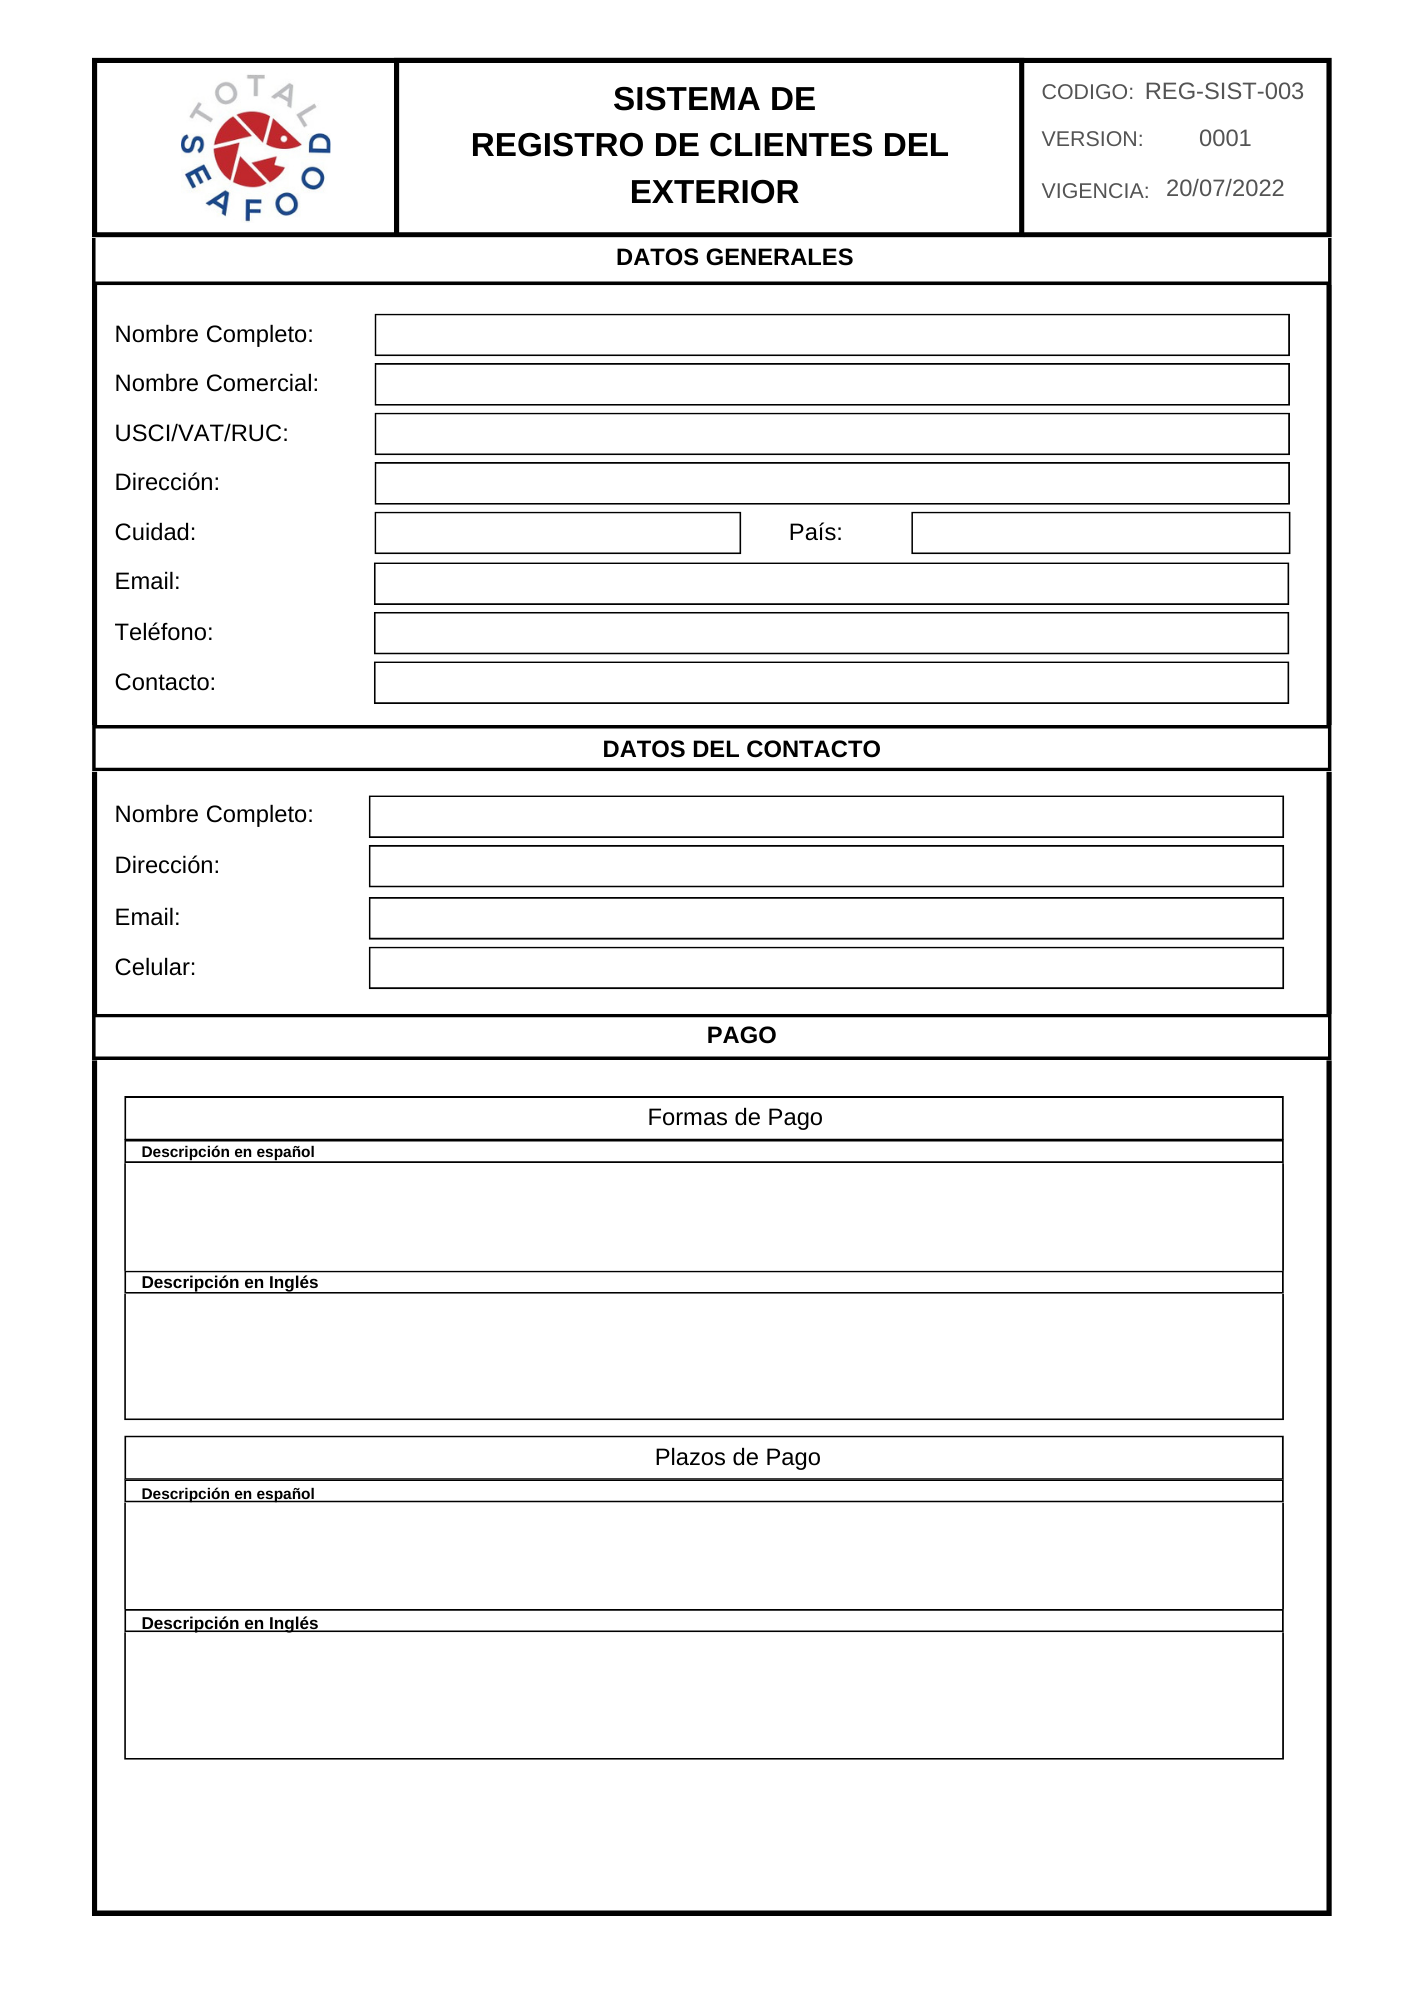 TOTAL
SEAFOOD
SISTEMA DE
REGISTRO DE CLIENTES DEL
EXTERIOR
CODIGO: REG-SIST-003
VERSION: 0001
VIGENCIA: 20/07/2022
DATOS GENERALES
Nombre Completo:
Nombre Comercial:
USCI/VAT/RUC:
Dirección:
Cuidad: País:
Email:
Teléfono:
Contacto:
DATOS DEL CONTACTO
Nombre Completo:
Dirección:
Email:
Celular:
PAGO
Formas de Pago
Descripción en español
Descripción en Inglés
Plazos de Pago
Descripción en español
Descripción en Inglés